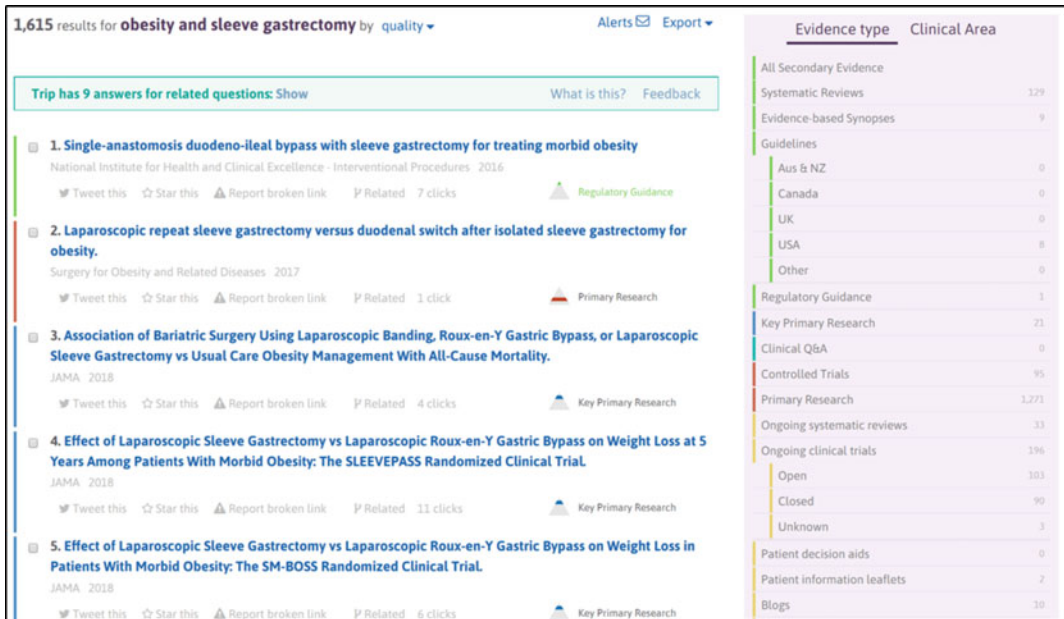 1,615 results for obesity and sleeve gastrectomy by quality
Alerts Export
Trip has 9 answers for related questions: Show
What is this? Feedback
1. Single-anastomosis duodeno-ileal bypass with sleeve gastrectomy for treating morbid obesity
National Institute for Health and Clinical Excellence - Interventional Procedures 2016
Tweet this Star this Report broken link Related 7 clicks Regulatory Guidance
2. Laparoscopic repeat sleeve gastrectomy versus duodenal switch after isolated sleeve gastrectomy for
obesity.
Surgery for Obesity and Related Diseases 2017
Tweet this Star this Report broken link Related 1 click Primary Research
3. Association of Bariatric Surgery Using Laparoscopic Banding, Roux-en-Y Gastric Bypass, or Laparoscopic
Sleeve Gastrectomy vs Usual Care Obesity Management With All-Cause Mortality.
JAMA 2018
Tweet this Star this Report broken link Related 4 clicks Key Primary Research
4. Effect of Laparoscopic Sleeve Gastrectomy vs Laparoscopic Roux-en-Y Gastric Bypass on Weight Loss at 5
Years Among Patients With Morbid Obesity: The SLEEVEPASS Randomized Clinical Trial.
JAMA 2018
Tweet this Star this Report broken link Related 11 clicks Key Primary Research
5. Effect of Laparoscopic Sleeve Gastrectomy vs Laparoscopic Roux-en-Y Gastric Bypass on Weight Loss in
Patients With Morbid Obesity: The SM-BOSS Randomized Clinical Trial.
JAMA 2018
Tweet this Star this Report broken link Related 6 clicks Key Primary Research
Evidence type Clinical Area
All Secondary Evidence
Systematic Reviews 129
Evidence-based Synopses 9
Guidelines
Aus & NZ 0
Canada 0
UK 0
USA 8
Other 0
Regulatory Guidance 1
Key Primary Research 21
Clinical Q&A 0
Controlled Trials 95
Primary Research 1,271
Ongoing systematic reviews 33
Ongoing clinical trials 196
Open 103
Closed 90
Unknown 3
Patient decision aids 0
Patient information leaflets 7
Blogs 10